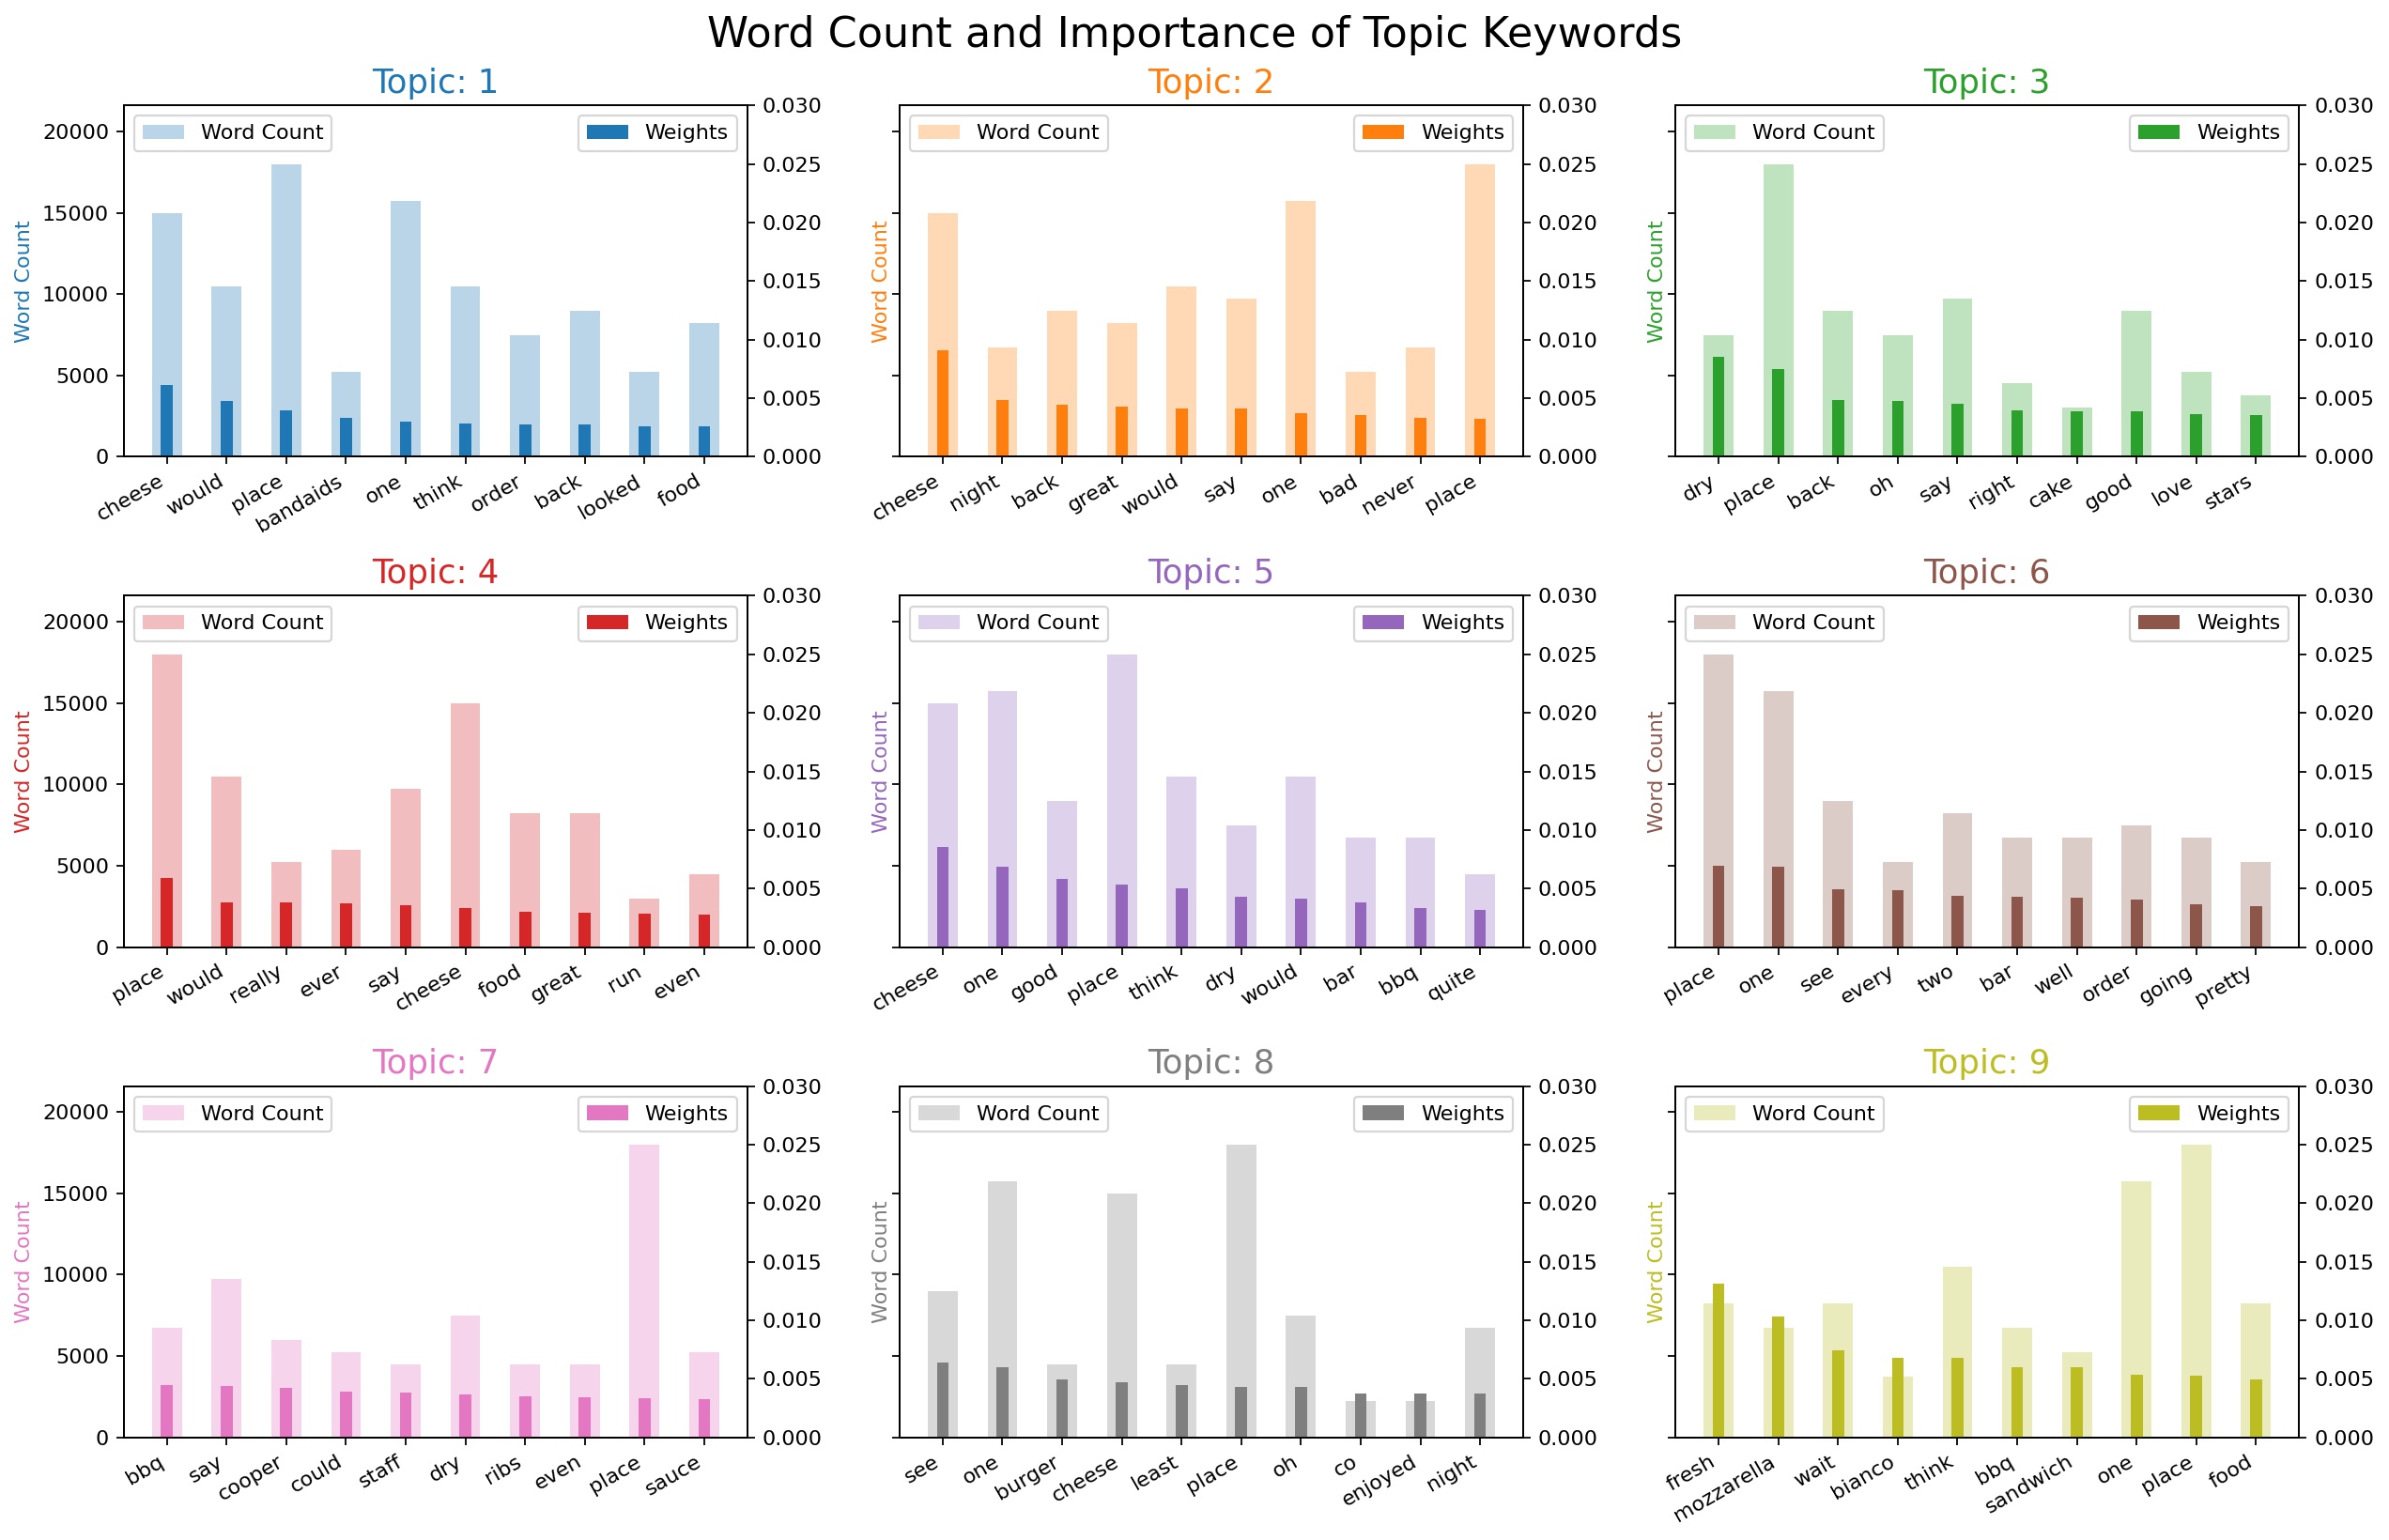 Word Count and Importance of Topic Keywords
Topic: 1
Word Count
Weights
Word Count
20000
15000
10000
5000
0
0.030
0.025
0.020
0.015
0.010
0.005
0.000
cheese would place bandaids one think order back looked food
Topic: 2
Word Count
Weights
Word Count
0.030
0.025
0.020
0.015
0.010
0.005
0.000
cheese night back great would say one bad never place
Topic: 3
Word Count
Weights
Word Count
0.030
0.025
0.020
0.015
0.010
0.005
0.000
dry place back oh say right cake good love stars
Topic: 4
Word Count
Weights
Word Count
20000
15000
10000
5000
0
0.030
0.025
0.020
0.015
0.010
0.005
0.000
place would really ever say cheese food great run even
Topic: 5
Word Count
Weights
Word Count
0.030
0.025
0.020
0.015
0.010
0.005
0.000
cheese one good place think dry would bar bbq quite
Topic: 6
Word Count
Weights
Word Count
0.030
0.025
0.020
0.015
0.010
0.005
0.000
place one see every two bar well order going pretty
Topic: 7
Word Count
Weights
Word Count
20000
15000
10000
5000
0
0.030
0.025
0.020
0.015
0.010
0.005
0.000
bbq say cooper could staff dry ribs even place sauce
Topic: 8
Word Count
Weights
Word Count
0.030
0.025
0.020
0.015
0.010
0.005
0.000
see one burger cheese least place oh co enjoyed night
Topic: 9
Word Count
Weights
Word Count
0.030
0.025
0.020
0.015
0.010
0.005
0.000
fresh mozzarella wait bianco think bbq sandwich one place food